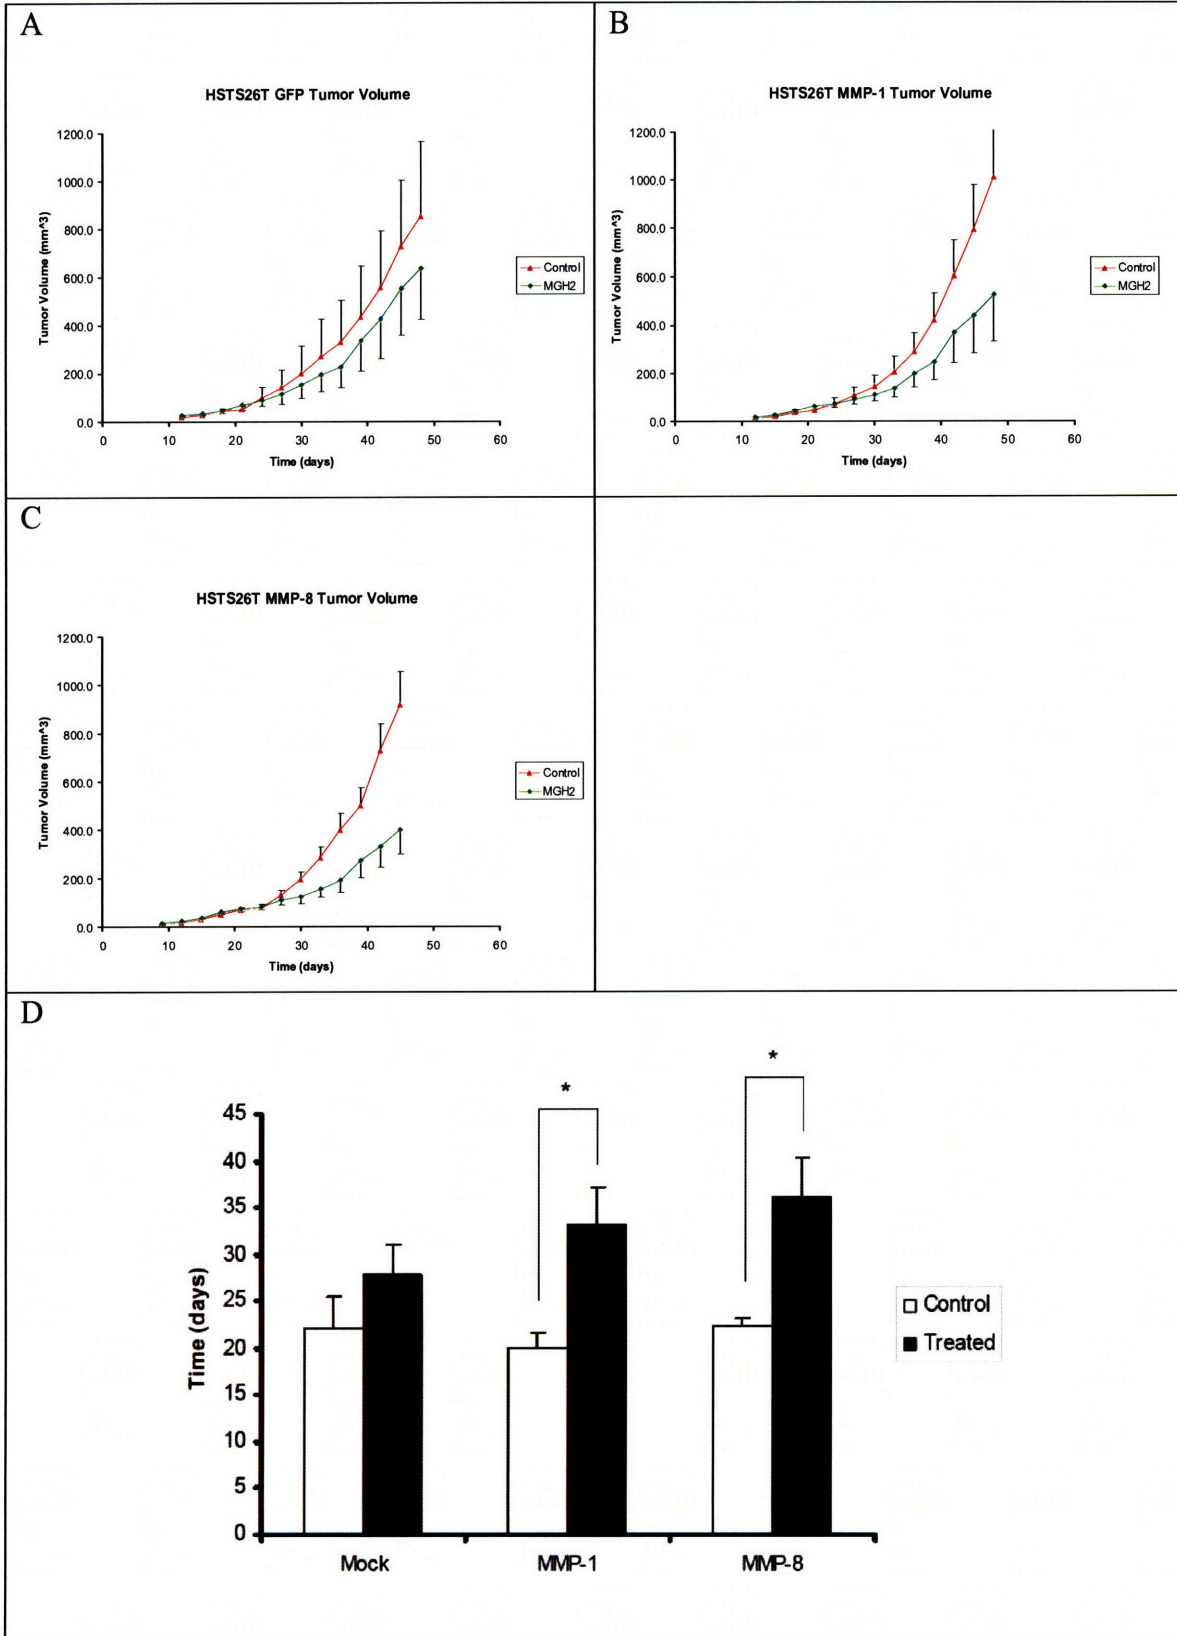 A
HSTS26T GFP Tumor Volume
Tumor Volume (mm^3)
1200.0
1000.0
800.0
600.0
400.0
200.0
0.0
0 10 20 30 40 50 60
Time (days)
Control
MGH2
B
HSTS26T MMP-1 Tumor Volume
Tumor Volume (mm^3)
1200.0
1000.0
800.0
600.0
400.0
200.0
0.0
0 10 20 30 40 50 60
Time (days)
Control
MGH2
C
HSTS26T MMP-8 Tumor Volume
Tumor Volume (mm^3)
1200.0
1000.0
800.0
600.0
400.0
200.0
0.0
0 10 20 30 40 50 60
Time (days)
Control
MGH2
D
Time (days)
45
40
35
30
25
20
15
10
5
0
* *
Mock MMP-1 MMP-8
Control
Treated